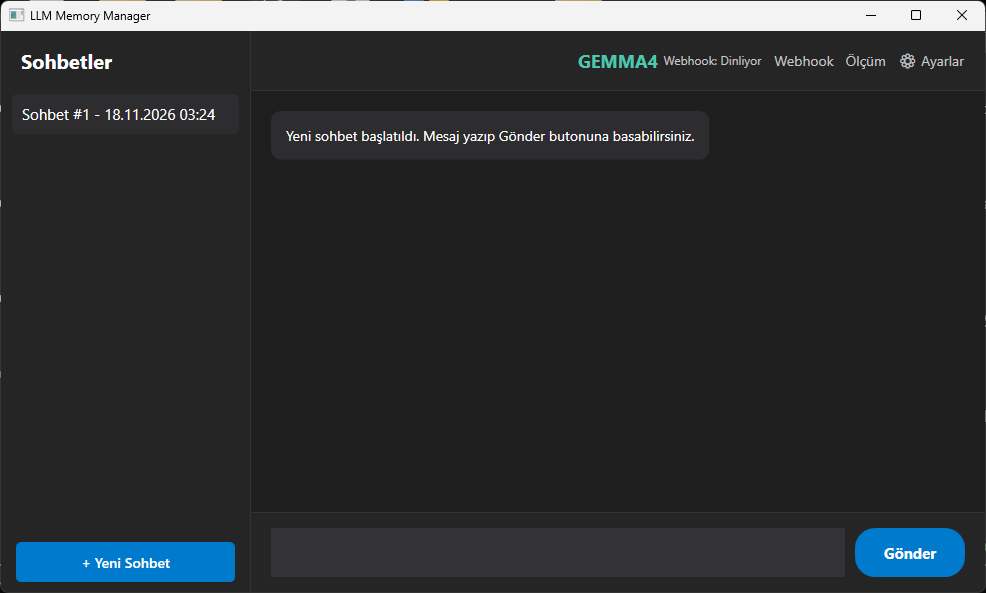 LLM Memory Manager
Sohbetler
GEMMA4 Webhook: Dinliyor Webhook Ölçüm Ayarlar
Sohbet #1 - 18.11.2026 03:24
Yeni sohbet başlatıldı. Mesaj yazıp Gönder butonuna basabilirsiniz.
+ Yeni Sohbet
Gönder